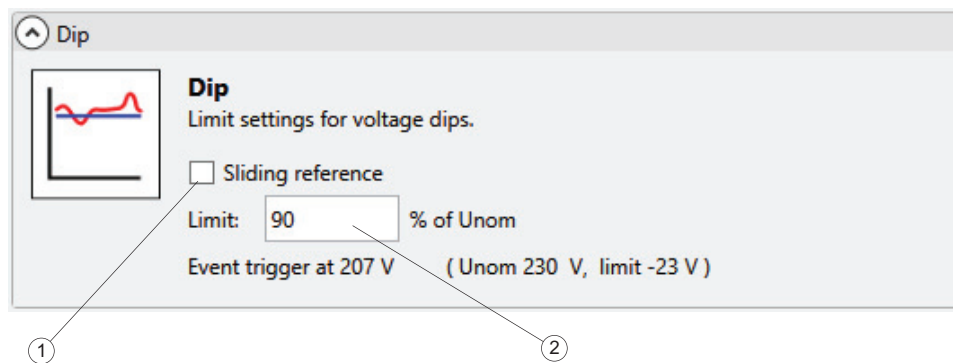 Dip
Dip
Limit settings for voltage dips.
Sliding reference
Limit: 90 % of Unom
Event trigger at 207 V ( Unom 230 V, limit -23 V )
1 2